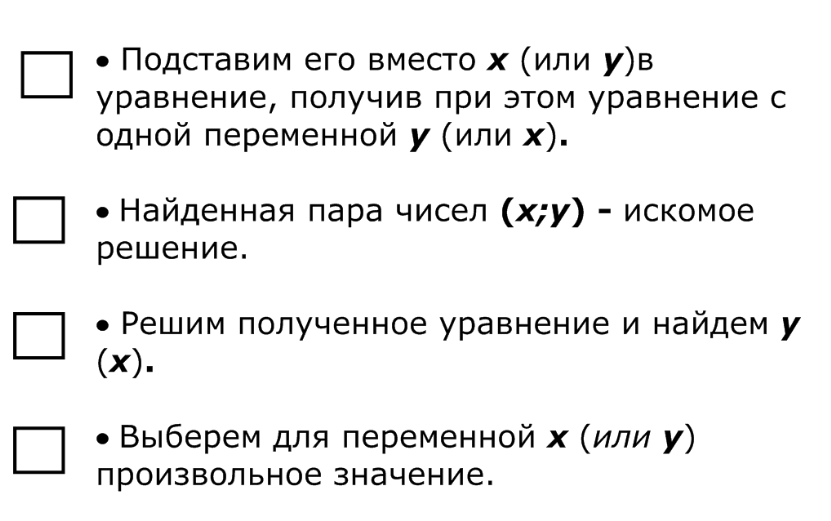 • Подставим его вместо x (или y)в
уравнение, получив при этом уравнение с
одной переменной y (или x).
• Найденная пара чисел (x;y) - искомое
решение.
• Решим полученное уравнение и найдем y
(x).
• Выберем для переменной x (или y)
произвольное значение.